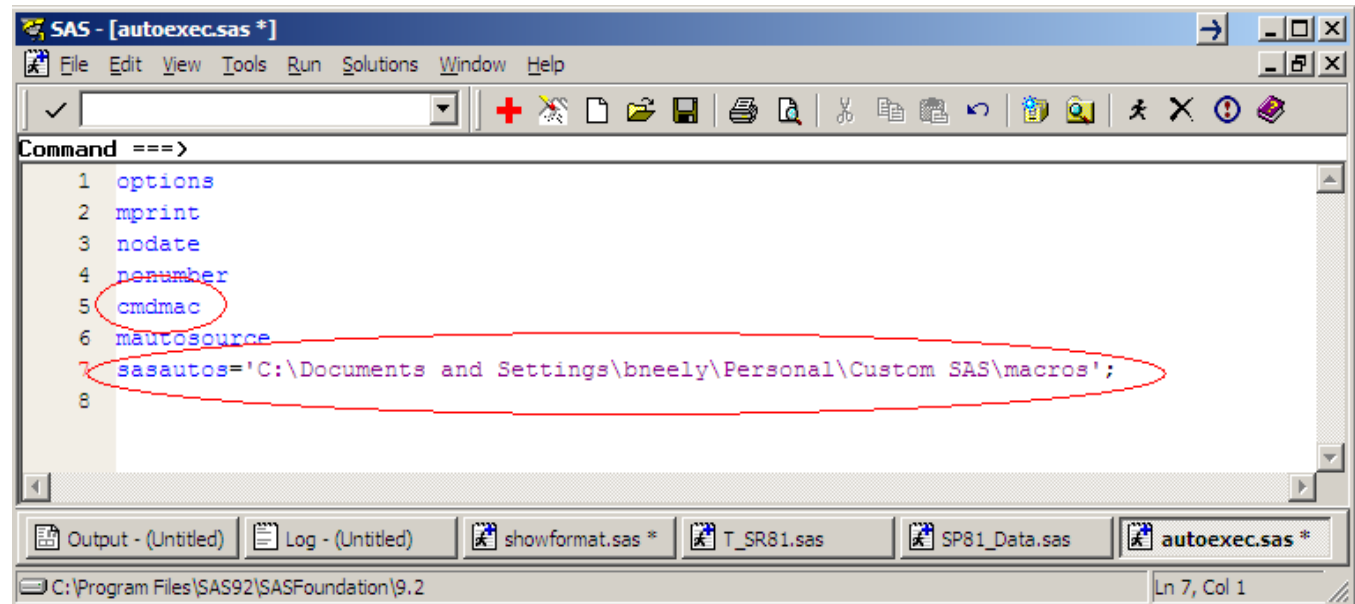 SAS - [autoexec.sas *]
File Edit View Tools Run Solutions Window Help
Command ===>
1 options
2 mprint
3 nodate
4 nonumber
5 cmdmac
6 mautosource
7 sasautos='C:\Documents and Settings\bneely\Personal\Custom SAS\macros';
8
Output - (Untitled) Log - (Untitled) showformat.sas * T_SR81.sas SP81_Data.sas autoexec.sas *
C:\Program Files\SAS92\SASFoundation\9.2 Ln 7, Col 1